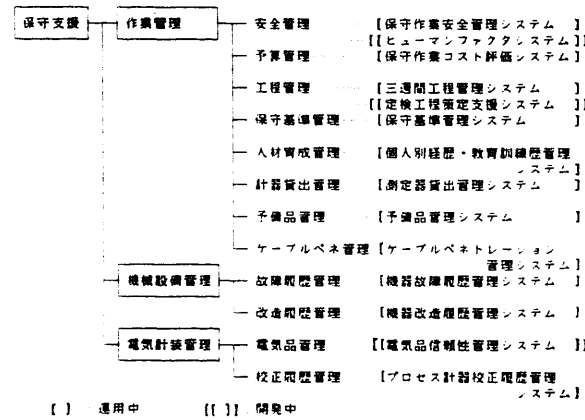 保守支援 作業管理 安全管理 【保守作業安全管理システム 】
【【ヒューマンファクタシステム 】】
予算管理 【保守作業コスト評価システム 】
工程管理 【三週間工程管理システム 】
【【定検工程策定支援システム 】】
保守基準管理 【保守基準管理システム 】
人材育成管理 【個人別経歴・教育訓練歴管理
システム】
計器貸出管理 【測定器貸出管理システム 】
予備品管理 【予備品管理システム 】
ケーブルペネ管理 【ケーブルペネトレーション
管理システム】
機械設備管理 故障履歴管理 【機器故障履歴管理システム 】
改造履歴管理 【機器改造履歴管理システム 】
電気計装管理 電気品管理 【【電気品信頼性管理システム 】】
校正履歴管理 【プロセス計器校正履歴管理
システム】
【 】 運用中 【【 】】 開発中